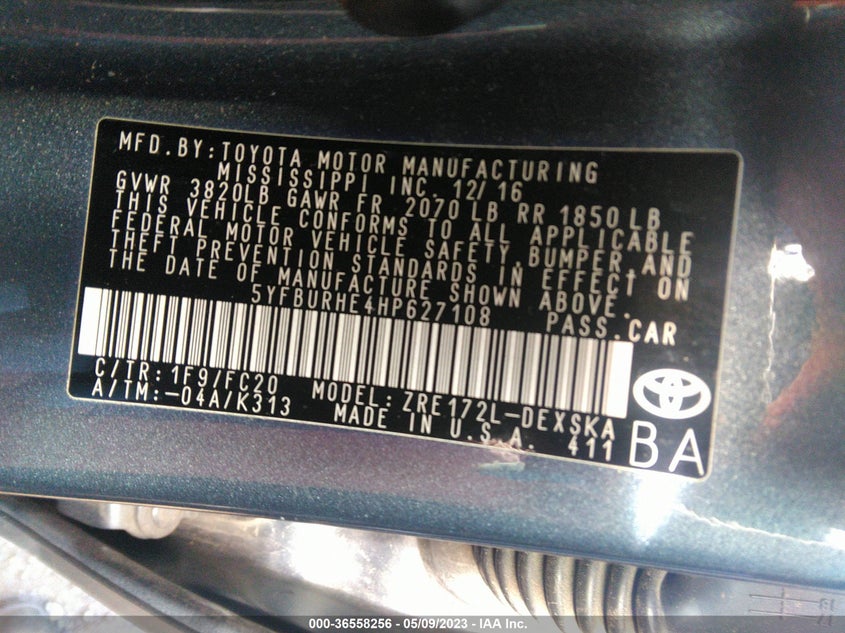 MFD.BY:TOYOTA MOTOR MANUFACTURING
MISSISSIPPI INC. 12/16
GVWR 3820LB GAWR FR 2070 LB RR 1850 LB
THIS VEHICLE CONFORMS TO ALL APPLICABLE
FEDERAL MOTOR VEHICLE SAFETY,BUMPER,AND
THEFT PREVENTION STANDARDS IN EFFECT ON
THE DATE OF MANUFACTURE SHOWN ABOVE.
5YFBURHE4HP627108 PASS.CAR
C/TR:1F9/FC20 MODEL:ZRE172L-DEXSKA
A/TM:-04A/K313 MADE IN U.S.A. 411
BA
000-36558256 - 05/09/2023 - IAA Inc.